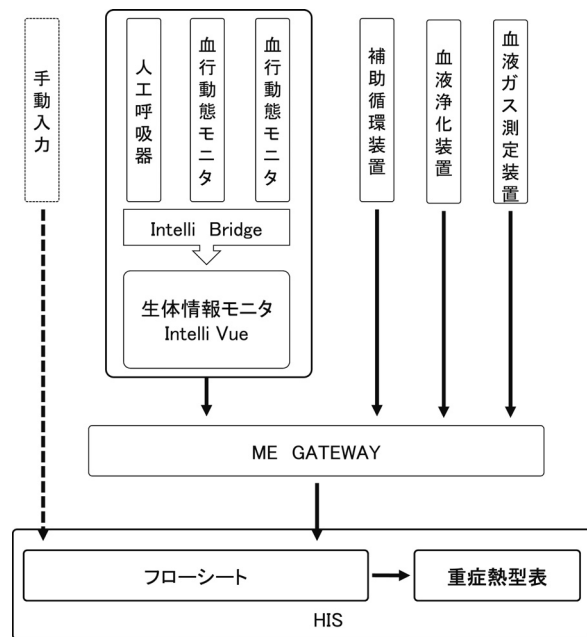 手動入力
人工呼吸器
血行動態モニタ
血行動態モニタ
補助循環装置
血液浄化装置
血液ガス測定装置
Intelli Bridge
生体情報モニタ
Intelli Vue
ME GATEWAY
フローシート
重症熱型表
HIS